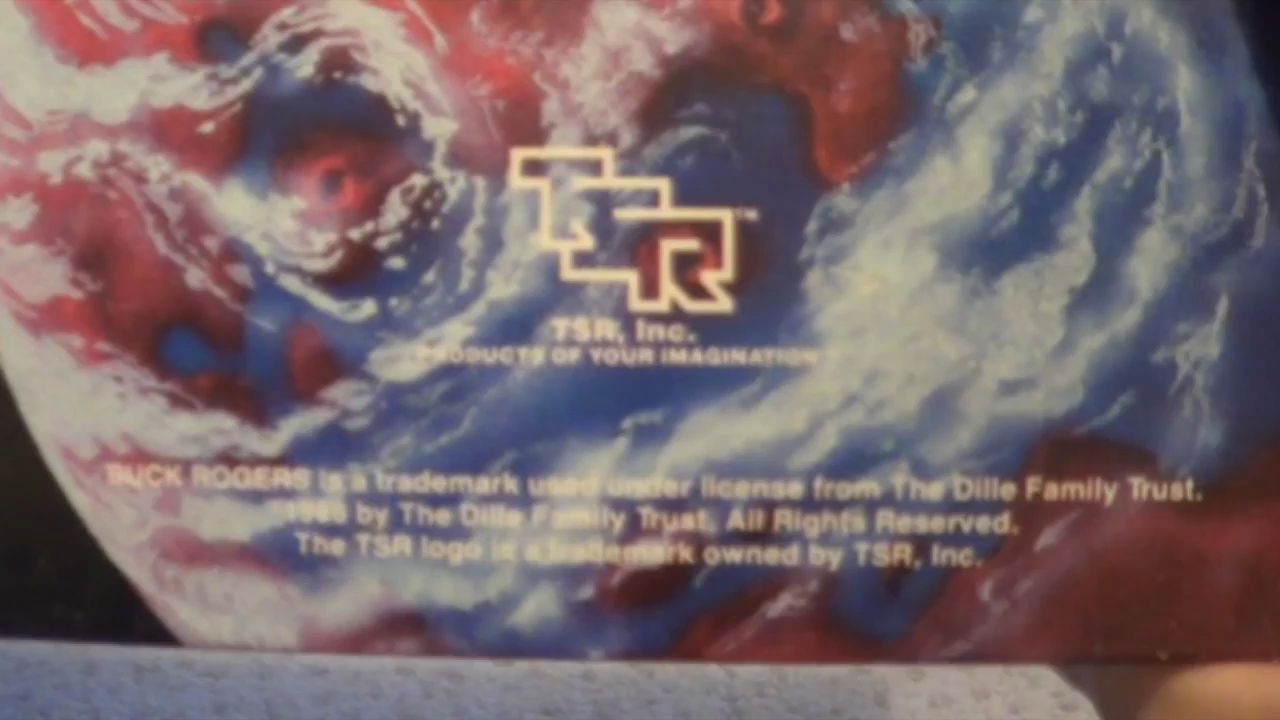 TSR
TM
TSR, Inc.
PRODUCTS OF YOUR IMAGINATION
BUCK ROGERS is a trademark used under license from The Dille Family Trust.
by The Dille Family Trust. All Rights Reserved.
The TSR logo is a trademark owned by TSR, Inc.